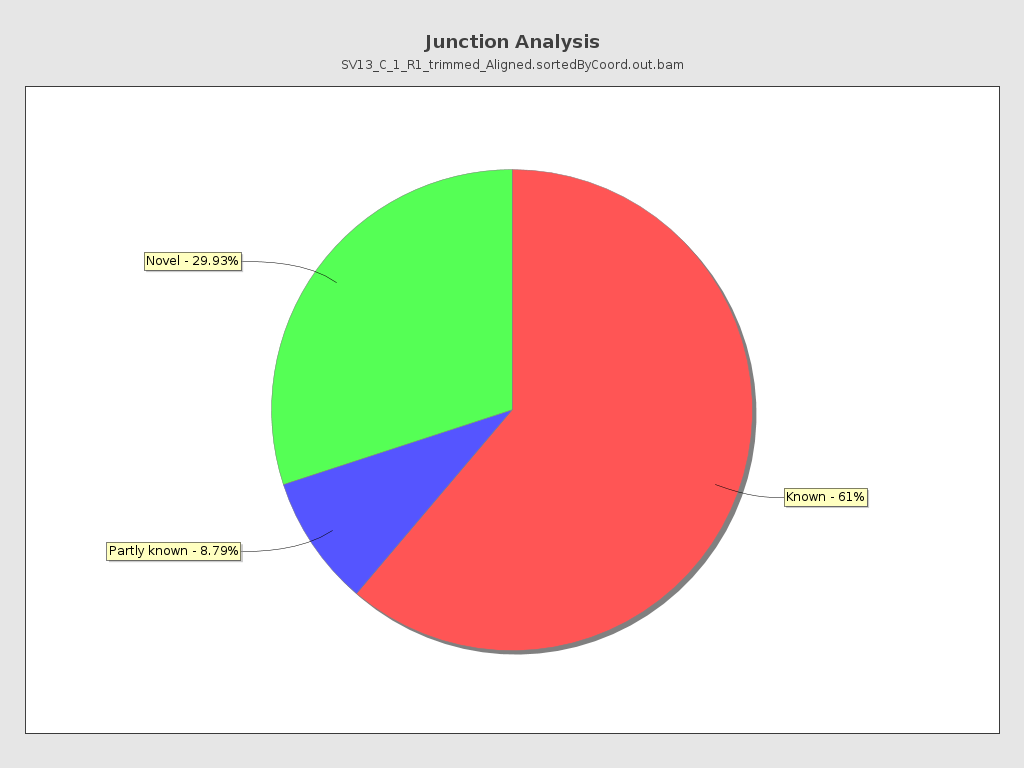 Junction Analysis
SV13_C_1_R1_trimmed_Aligned.sortedByCoord.out.bam
Novel - 29.93%
Known - 61%
Partly known - 8.79%